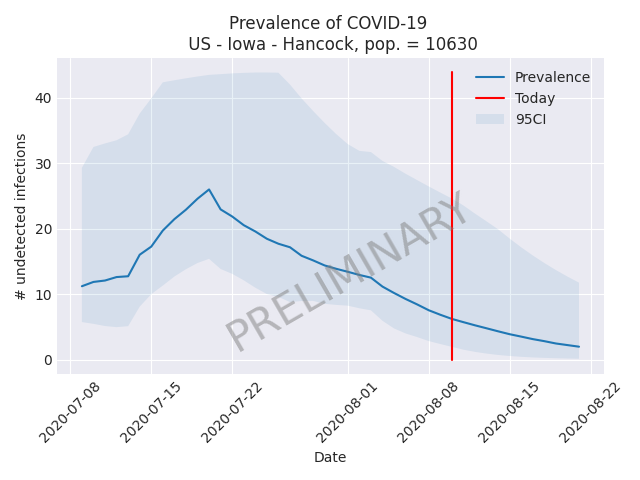 Prevalence of COVID-19
US - Iowa - Hancock, pop. = 10630
# undetected infections
40
30
20
10
0
Prevalence
Today
95CI
PRELIMINARY
2020-07-08
2020-07-15
2020-07-22
2020-08-01
2020-08-08
2020-08-15
2020-08-22
Date